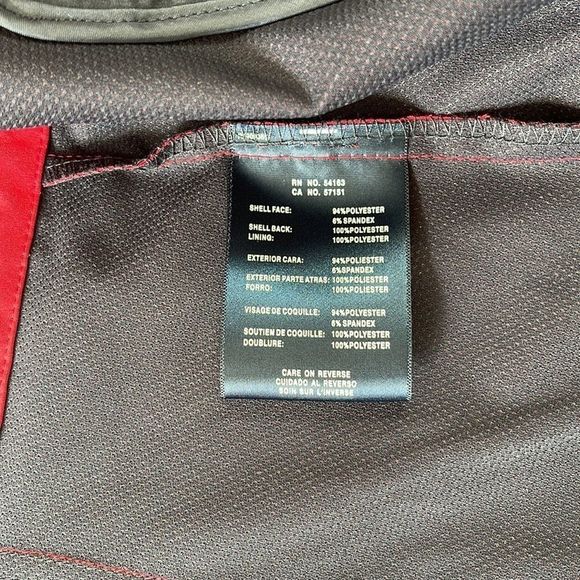 RN NO. 54163
CA NO. 57151
SHELL FACE: 94%POLYESTER
6%SPANDEX
SHELL BACK: 100%POLYESTER
LINING: 100%POLYESTER
EXTERIOR CARA: 94%POLIESTER
6%SPANDEX
EXTERIOR PARTE ATRAS: 100%POLIESTER
FORRO: 100%POLIESTER
VISAGE DE COQUILLE: 94%POLYESTER
6% SPANDEX
SOUTIEN DE COQUILLE: 100%POLYESTER
DOUBLURE: 100%POLYESTER
CARE ON REVERSE
CUIDADO AL REVERSO
SOIN SUR L'INVERSE